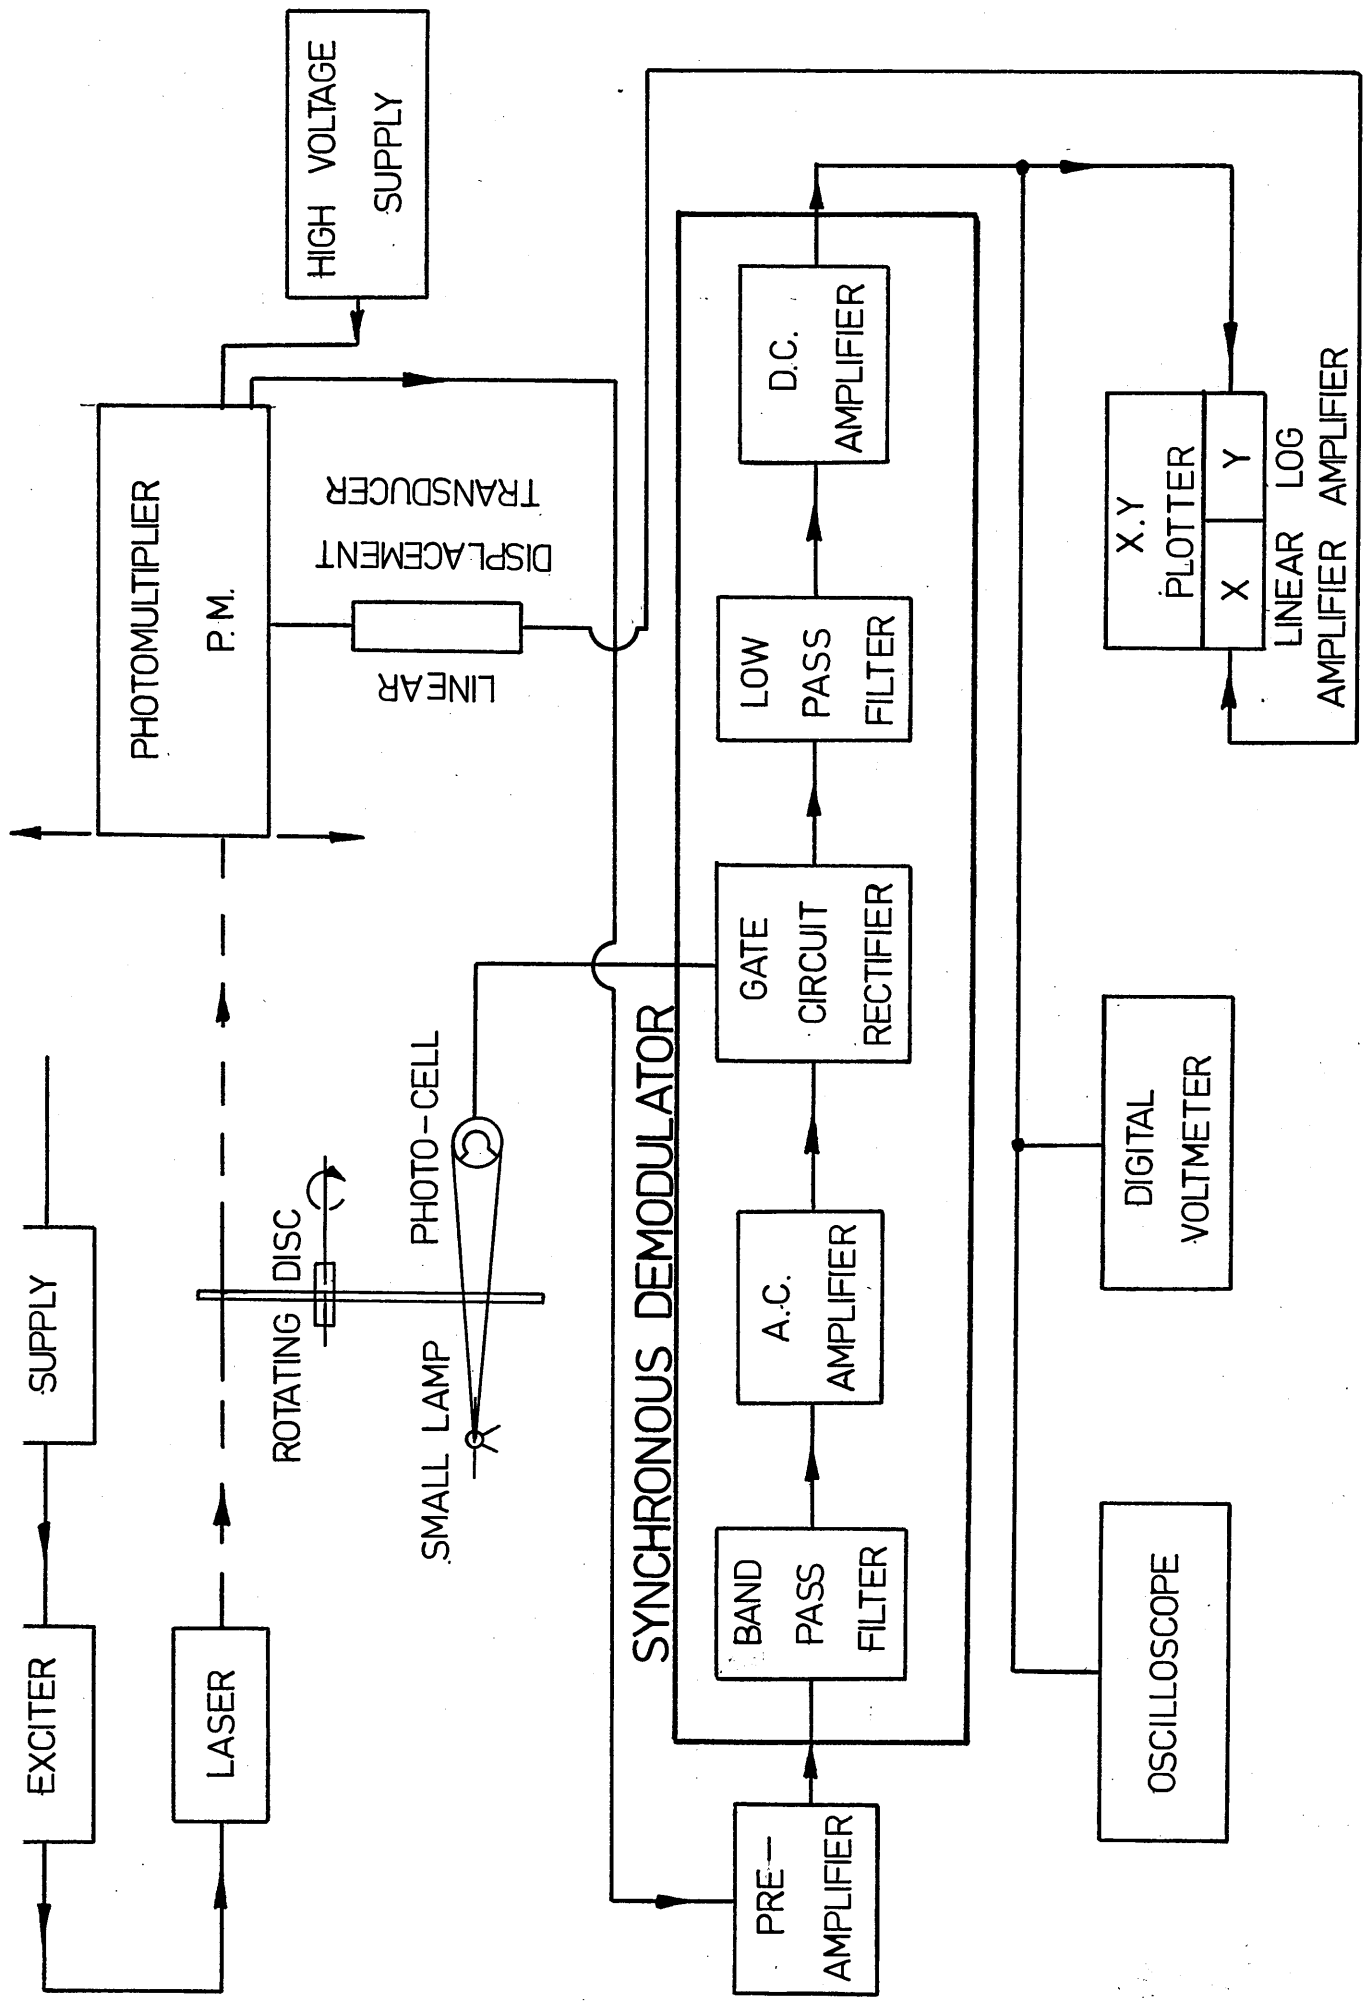 SUPPLY
EXCITER
LASER
ROTATING DISC
SMALL LAMP
PHOTO-CELL
PHOTOMULTIPLIER
P.M.
HIGH VOLTAGE
SUPPLY
LINEAR
DISPLACEMENT
TRANSDUCER
SYNCHRONOUS DEMODULATOR
PRE-
AMPLIFIER
BAND
PASS
FILTER
A.C.
AMPLIFIER
GATE
CIRCUIT
RECTIFIER
LOW
PASS
FILTER
D.C.
AMPLIFIER
OSCILLOSCOPE
DIGITAL
VOLTMETER
X.Y
PLOTTER
X Y
LINEAR LOG
AMPLIFIER AMPLIFIER